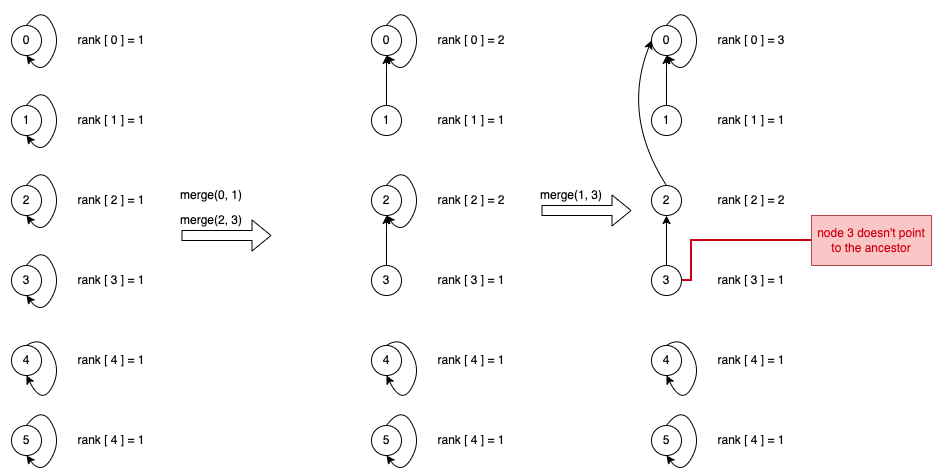 0 rank [ 0 ] = 1
1 rank [ 1 ] = 1
2 rank [ 2 ] = 1
3 rank [ 3 ] = 1
4 rank [ 4 ] = 1
5 rank [ 4 ] = 1
merge(0, 1)
merge(2, 3)
0 rank [ 0 ] = 2
1 rank [ 1 ] = 1
2 rank [ 2 ] = 2
3 rank [ 3 ] = 1
4 rank [ 4 ] = 1
5 rank [ 4 ] = 1
merge(1, 3)
0 rank [ 0 ] = 3
1 rank [ 1 ] = 1
2 rank [ 2 ] = 2
3 rank [ 3 ] = 1
4 rank [ 4 ] = 1
5 rank [ 4 ] = 1
node 3 doesn't point
to the ancestor